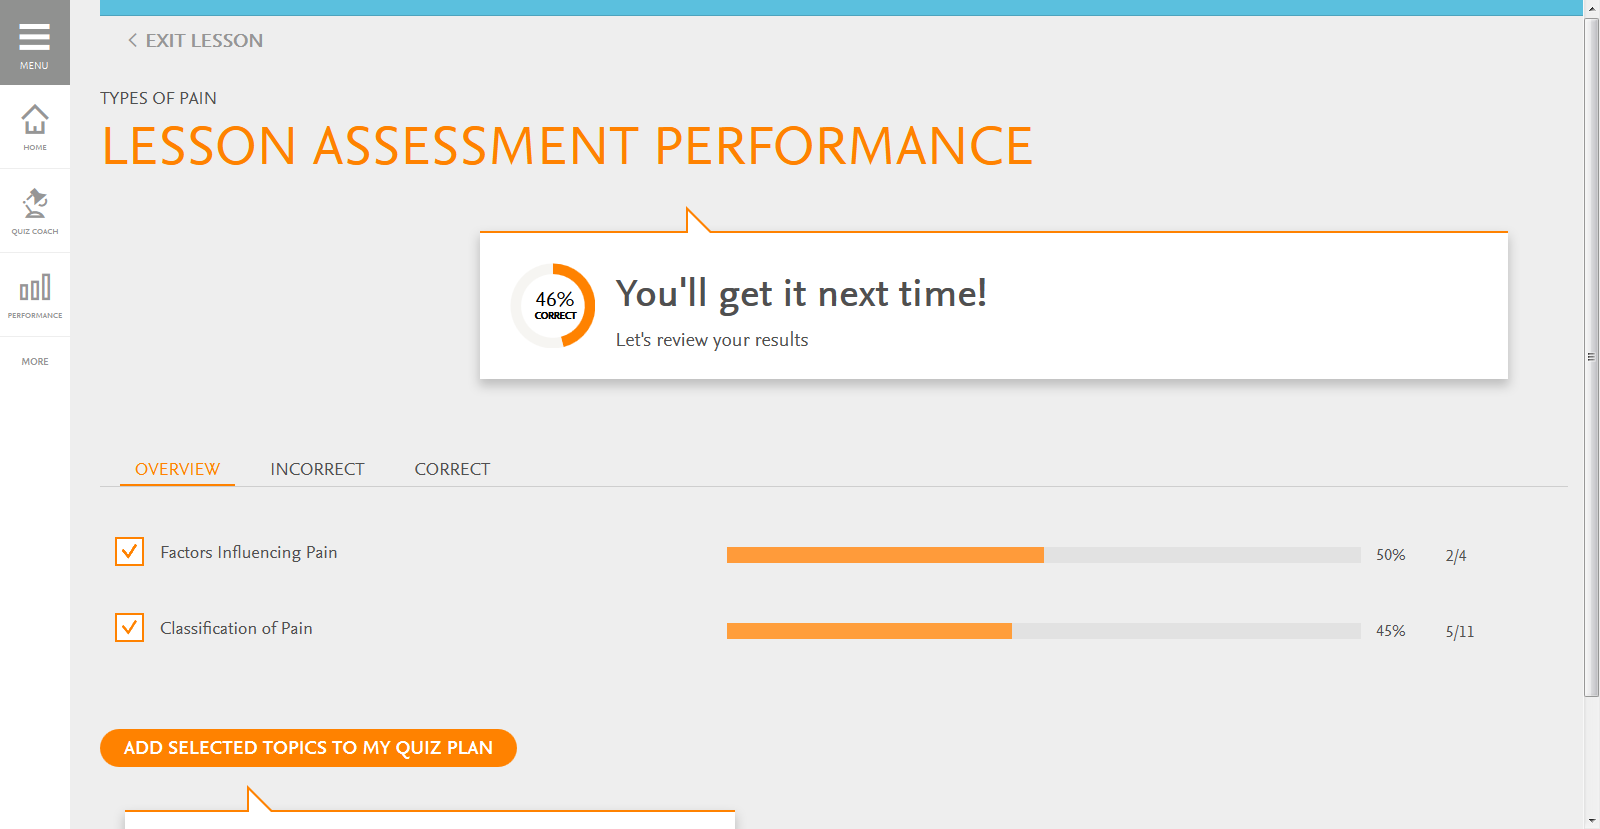 MENU
HOME
QUIZ COACH
PERFORMANCE
MORE
EXIT LESSON
TYPES OF PAIN
LESSON ASSESSMENT PERFORMANCE
46%
CORRECT
You'll get it next time!
Let's review your results
OVERVIEW INCORRECT CORRECT
Factors Influencing Pain 50% 2/4
Classification of Pain 45% 5/11
ADD SELECTED TOPICS TO MY QUIZ PLAN